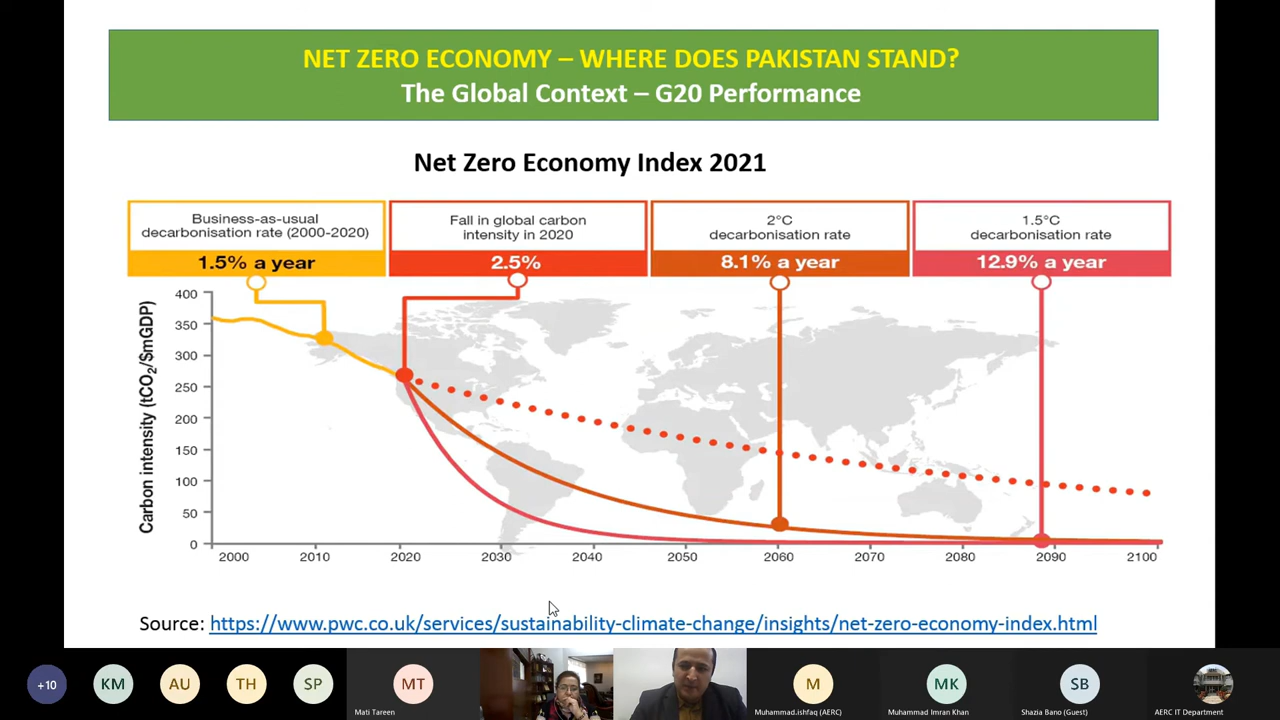 NET ZERO ECONOMY – WHERE DOES PAKISTAN STAND?
The Global Context – G20 Performance
Net Zero Economy Index 2021
Business-as-usual
decarbonisation rate (2000-2020)
1.5% a year
Fall in global carbon
intensity in 2020
2.5%
2°C
decarbonisation rate
8.1% a year
1.5°C
decarbonisation rate
12.9% a year
Carbon intensity (tCO₂/$mGDP)
400
350
300
250
200
150
100
50
0
2000 2010 2020 2030 2040 2050 2060 2070 2080 2090 2100
Source: https://www.pwc.co.uk/services/sustainability-climate-change/insights/net-zero-economy-index.html
+10
KM
AU
TH
SP
MT
Mati Tareen
M
Muhammad.ishfaq (AERC)
MK
Muhammad Imran Khan
SB
Shazia Bano (Guest)
AERC IT Department